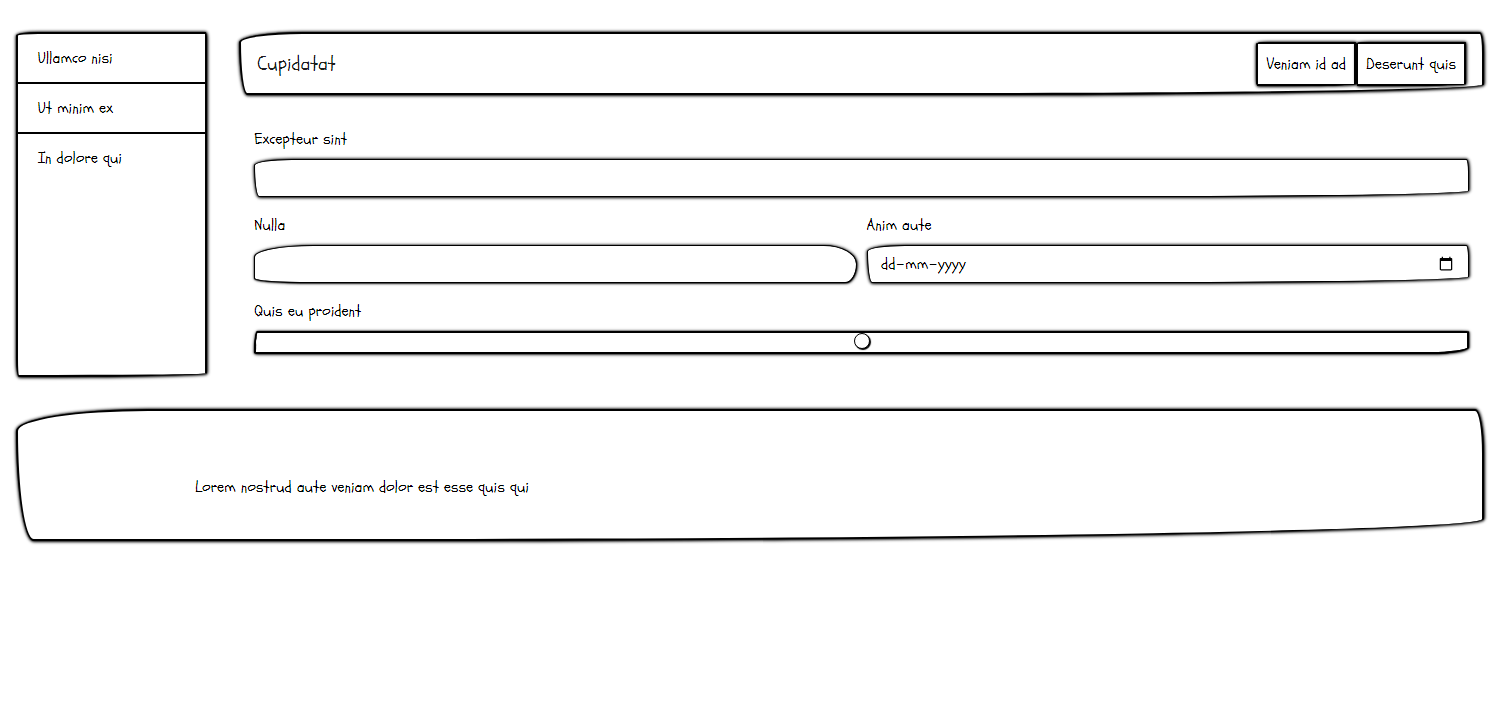 Ullamco nisi
Ut minim ex
In dolore qui
Cupidatat
Veniam id ad
Deserunt quis
Excepteur sint
Nulla
Anim aute
dd-mm-yyyy
Quis eu proident
Lorem nostrud aute veniam dolor est esse quis qui